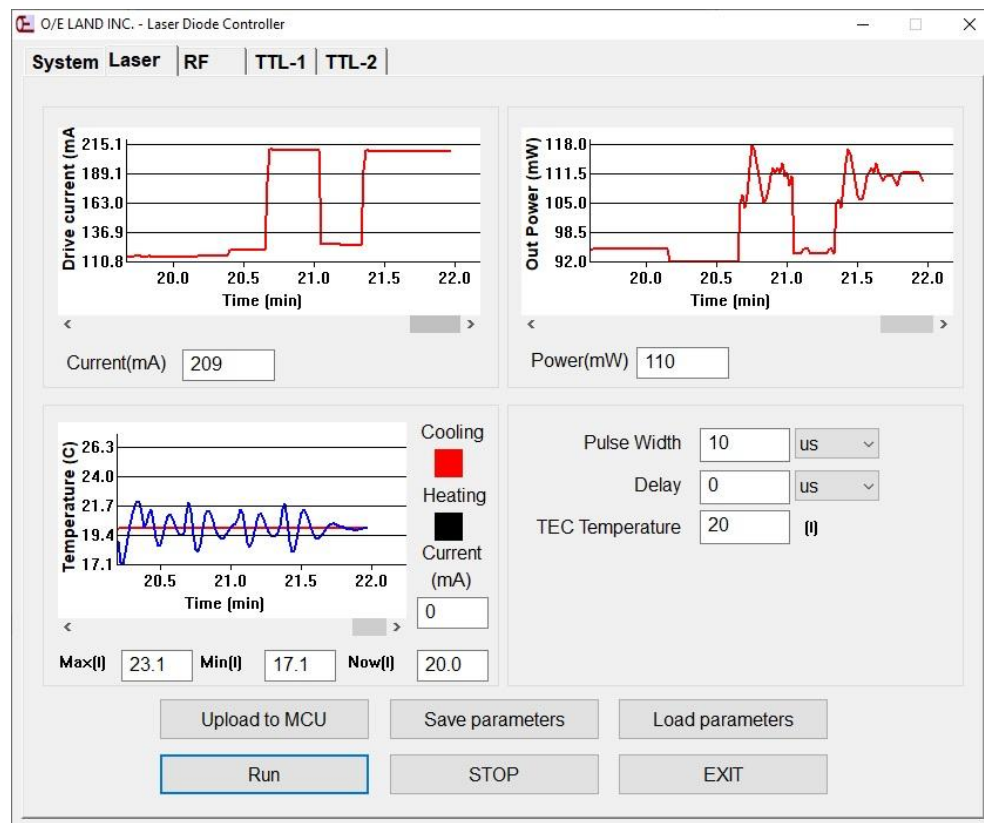 O/E LAND INC. - Laser Diode Controller
System Laser RF TTL-1 TTL-2
Drive current (mA
215.1
189.1
163.0
136.9
110.8
20.0 20.5 21.0 21.5 22.0
Time (min)
Current(mA) 209
Out Power (mW)
118.0
111.5
105.0
98.5
92.0
20.0 20.5 21.0 21.5 22.0
Time (min)
Power(mW) 110
Temperature (C)
26.3
24.0
21.7
19.4
17.1
20.5 21.0 21.5 22.0
Time (min)
Cooling
Heating
Current
(mA)
0
Max(I) 23.1 Min(I) 17.1 Now(I) 20.0
Pulse Width 10 us
Delay 0 us
TEC Temperature 20 (I)
Upload to MCU Save parameters Load parameters
Run STOP EXIT